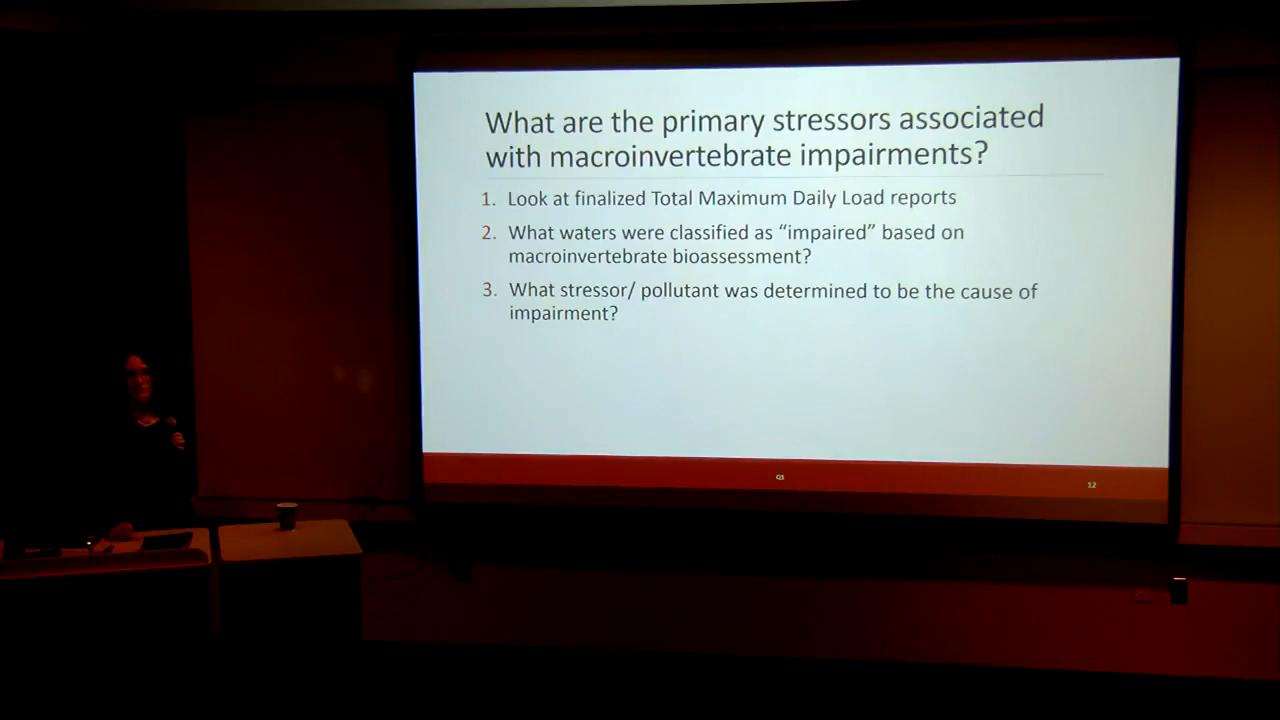 What are the primary stressors associated
with macroinvertebrate impairments?
1. Look at finalized Total Maximum Daily Load reports
2. What waters were classified as “impaired” based on
macroinvertebrate bioassessment?
3. What stressor/ pollutant was determined to be the cause of
impairment?
Q1
12